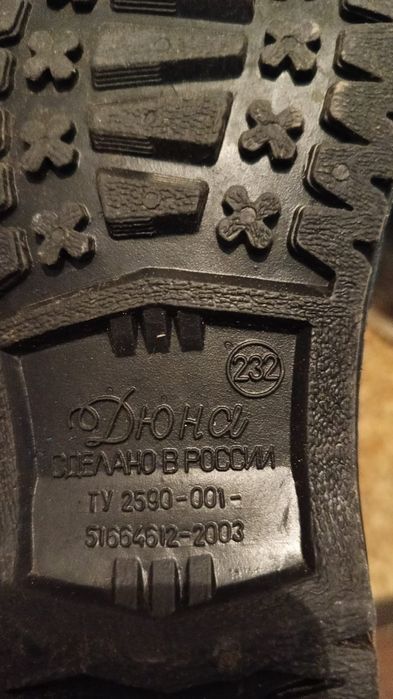 232
Дюна
СДЕЛАНО В РОССИИ
ТУ 2590-001-
51664612-2003